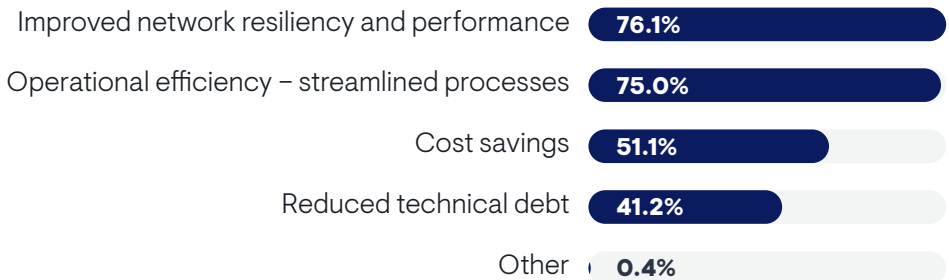 Improved network resiliency and performance 76.1%
Operational efficiency – streamlined processes 75.0%
Cost savings 51.1%
Reduced technical debt 41.2%
Other 0.4%